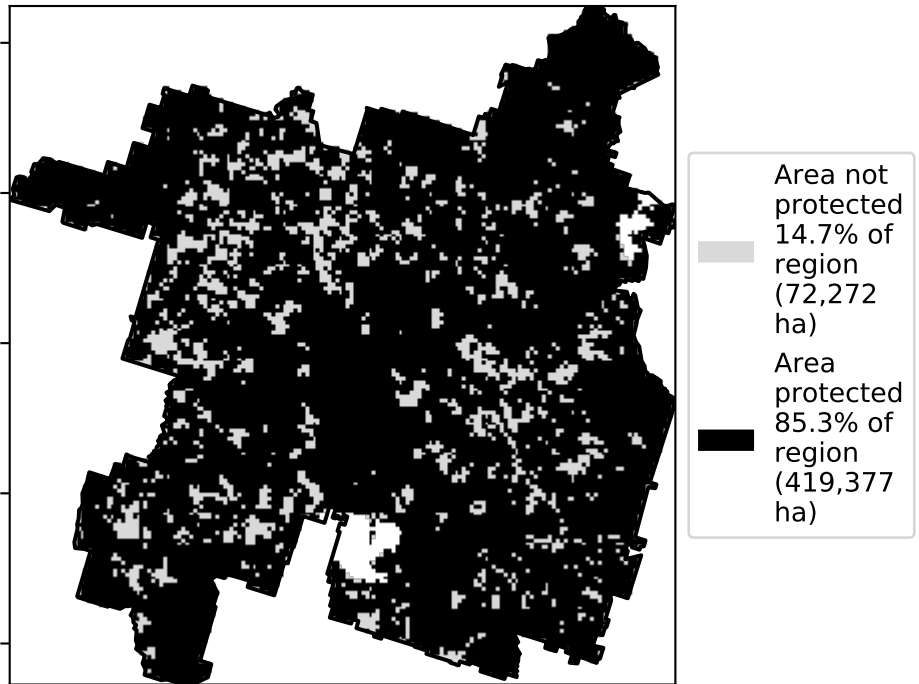 Area not
protected
14.7% of
region
(72,272
ha)
Area
protected
85.3% of
region
(419,377
ha)